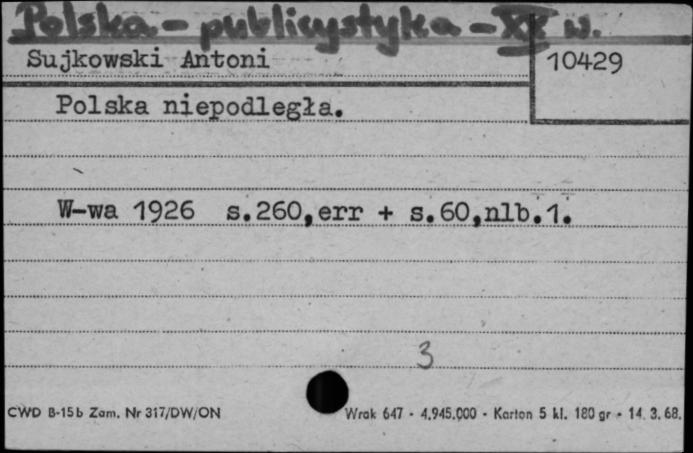 Polska - publicystyka - XX w.
Sujkowski Antoni
10429
Polska niepodległa.
W-wa 1926 s.260,err + s.60,nlb.1.
3
CWD B-15b Zam. Nr 317/DW/ON
Wrak 647 - 4.945.000 - Karton 5 kl. 180 gr - 14. 3. 68.